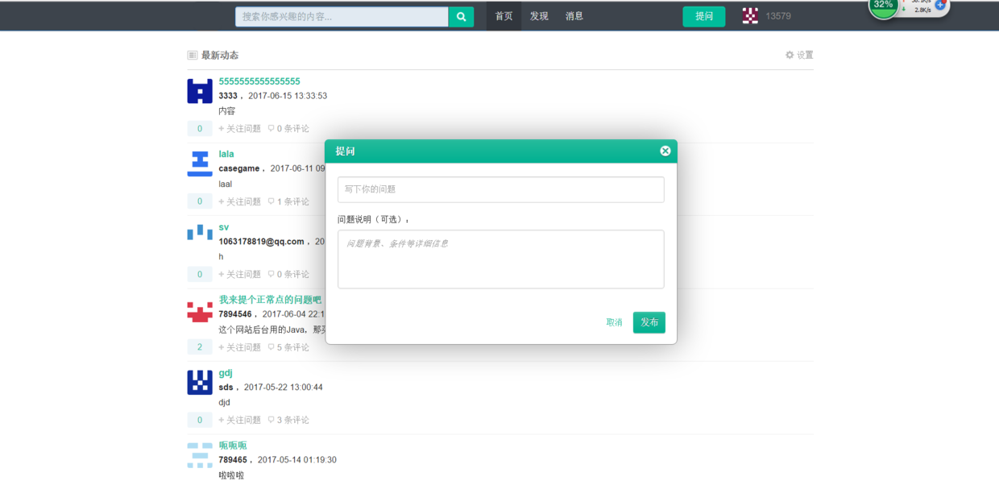 搜索你感兴趣的内容... 首页 发现 消息 提问 13579
32% 2.8K/s
最新动态 设置
5555555555555555
3333， 2017-06-15 13:33:53
内容
0 + 关注问题 0 条评论
lala
casegame， 2017-06-11 09
laal
0 + 关注问题 1 条评论
sv
1063178819@qq.com， 20
h
0 + 关注问题 0 条评论
我来提个正常点的问题吧
7894546， 2017-06-04 22:1
这个网站后台用的Java，那
2 + 关注问题 5 条评论
gdj
sds， 2017-05-22 13:00:44
djd
0 + 关注问题 3 条评论
呃呃呃
789465， 2017-05-14 01:19:30
啦啦啦
提问
写下你的问题
问题说明（可选）：
问题背景、条件等详细信息
取消 发布